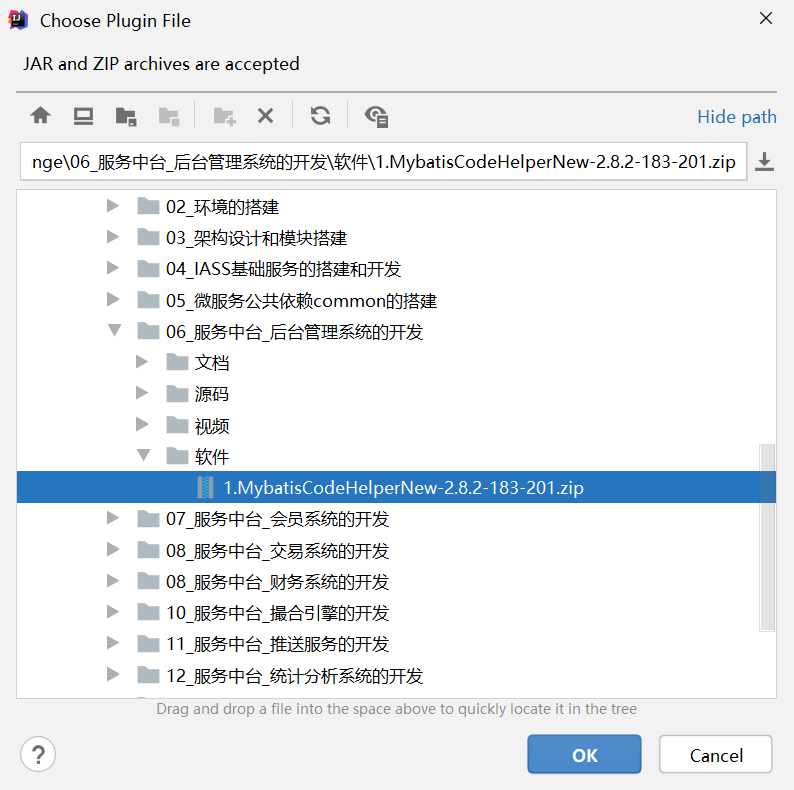 Choose Plugin File
JAR and ZIP archives are accepted
Hide path
nge\06_服务中台_后台管理系统的开发\软件\1.MybatisCodeHelperNew-2.8.2-183-201.zip
02_环境的搭建
03_架构设计和模块搭建
04_IASS基础服务的搭建和开发
05_微服务公共依赖common的搭建
06_服务中台_后台管理系统的开发
文档
源码
视频
软件
1.MybatisCodeHelperNew-2.8.2-183-201.zip
07_服务中台_会员系统的开发
08_服务中台_交易系统的开发
08_服务中台_财务系统的开发
10_服务中台_撮合引擎的开发
11_服务中台_推送服务的开发
12_服务中台_统计分析系统的开发
Drag and drop a file into the space above to quickly locate it in the tree
?
OK
Cancel